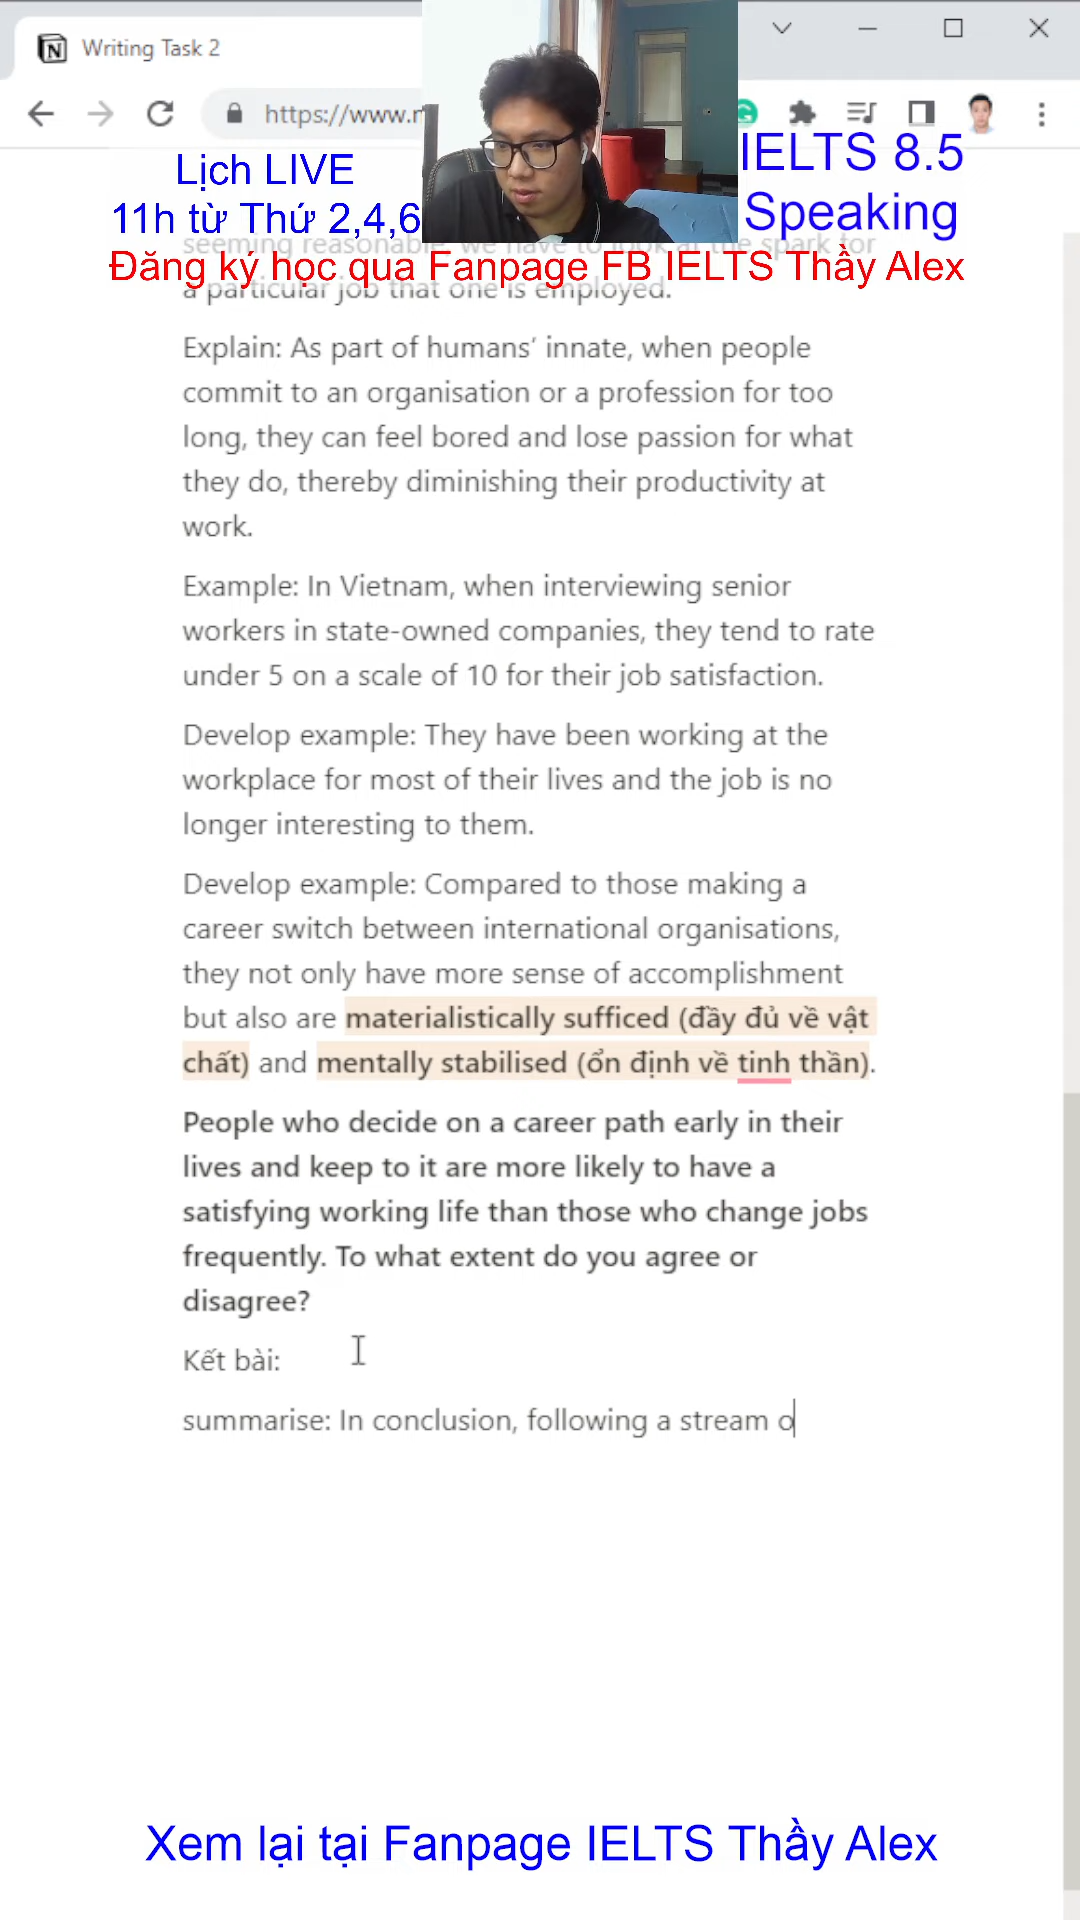 Writing Task 2
https://www.n
Lịch LIVE
11h từ Thứ 2,4,6
IELTS 8.5
Speaking
seeming reasonable, we have to look at the spark for
Đăng ký học qua Fanpage FB IELTS Thầy Alex
a particular job that one is employed.
Explain: As part of humans’ innate, when people
commit to an organisation or a profession for too
long, they can feel bored and lose passion for what
they do, thereby diminishing their productivity at
work.
Example: In Vietnam, when interviewing senior
workers in state-owned companies, they tend to rate
under 5 on a scale of 10 for their job satisfaction.
Develop example: They have been working at the
workplace for most of their lives and the job is no
longer interesting to them.
Develop example: Compared to those making a
career switch between international organisations,
they not only have more sense of accomplishment
but also are materialistically sufficed (đầy đủ về vật
chất) and mentally stabilised (ổn định về tinh thần).
People who decide on a career path early in their
lives and keep to it are more likely to have a
satisfying working life than those who change jobs
frequently. To what extent do you agree or
disagree?
Kết bài:
summarise: In conclusion, following a stream o
Xem lại tại Fanpage IELTS Thầy Alex